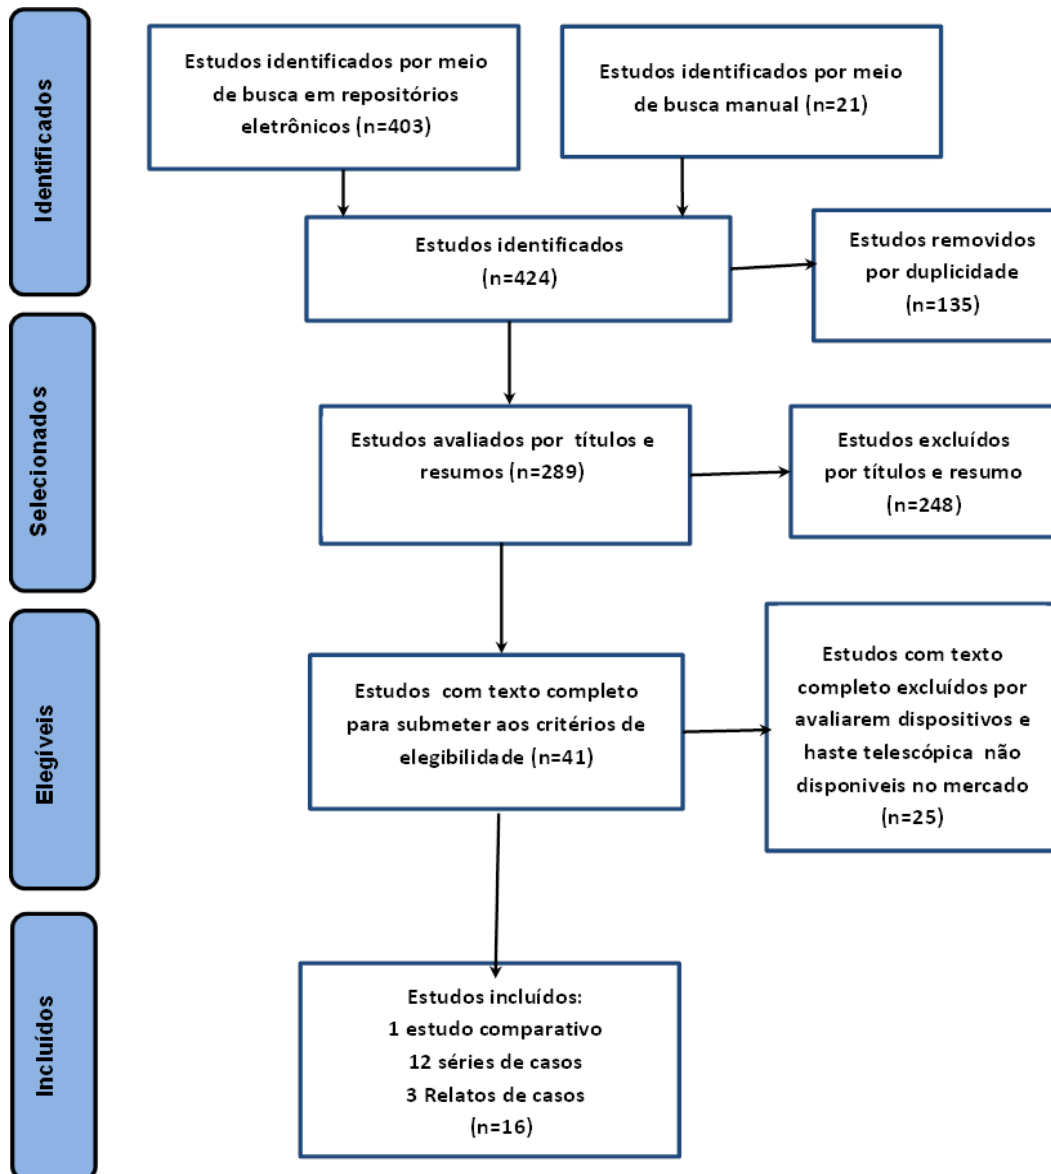 Identificados
Estudos identificados por meio
de busca em repositórios
eletrônicos (n=403)
Estudos identificados por meio
de busca manual (n=21)
Estudos identificados
(n=424)
Estudos removidos
por duplicidade
(n=135)
Selecionados
Estudos avaliados por títulos e
resumos (n=289)
Estudos excluídos
por títulos e resumo
(n=248)
Elegíveis
Estudos com texto completo
para submeter aos critérios de
elegibilidade (n=41)
Estudos com texto
completo excluídos por
avaliarem dispositivos e
haste telescópica não
disponiveis no mercado
(n=25)
Incluídos
Estudos incluídos:
1 estudo comparativo
12 séries de casos
3 Relatos de casos
(n=16)